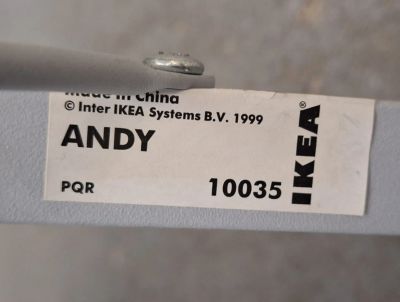 Made in China
© Inter IKEA Systems B.V. 1999
ANDY
PQR 10035
IKEA®